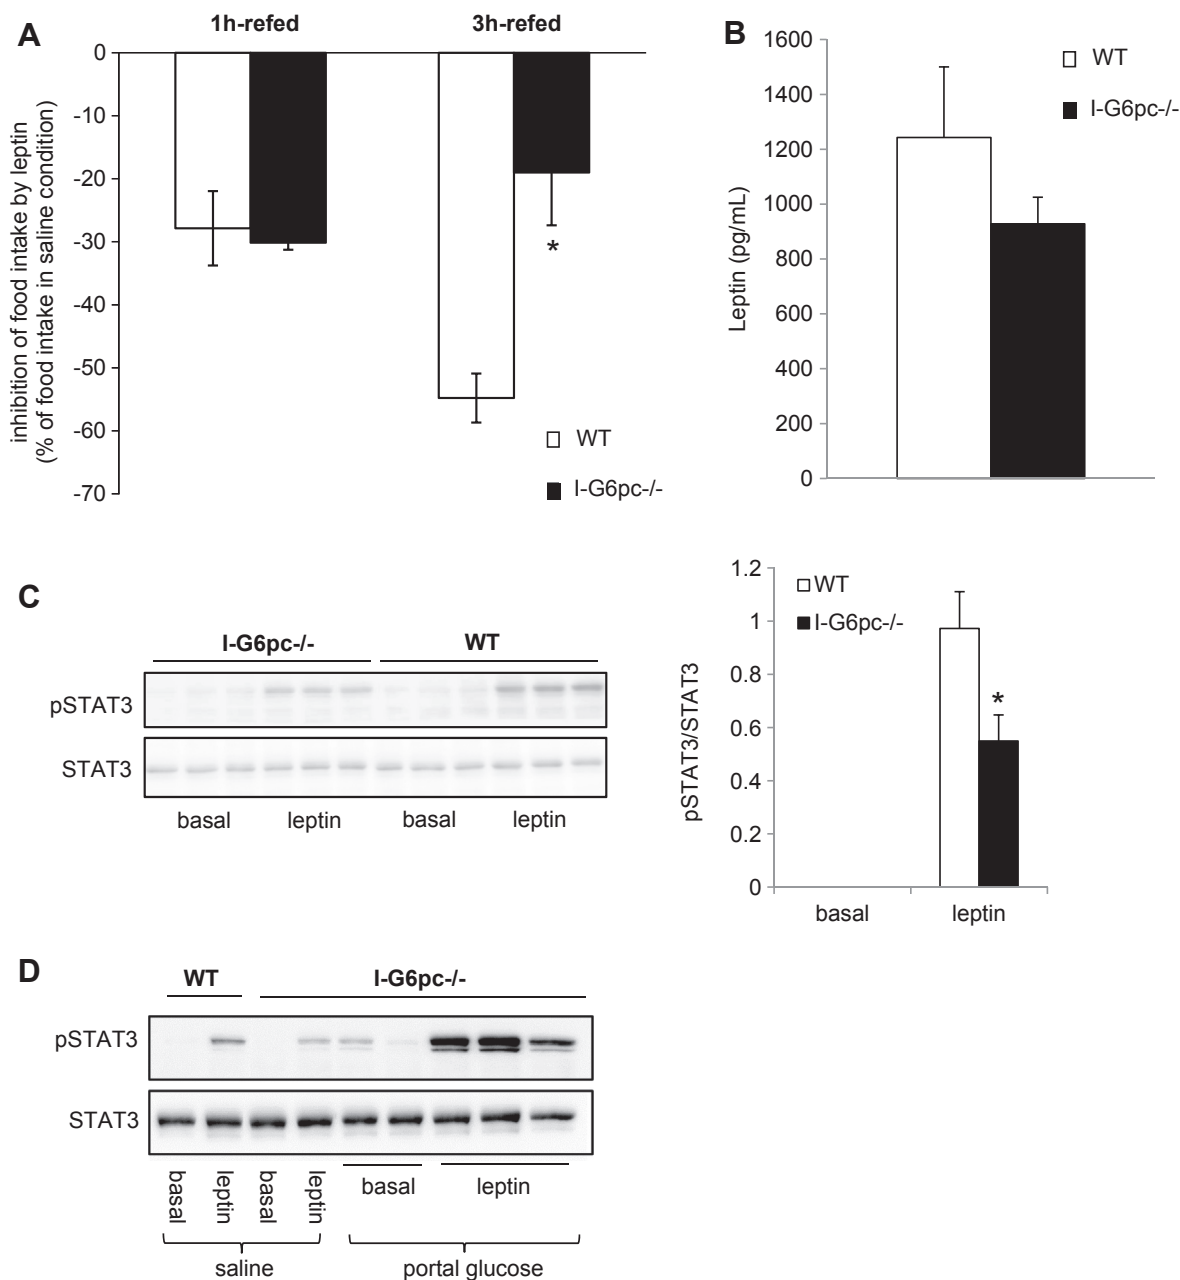 A
1h-refed
3h-refed
0
-10
-20
-30
-40
-50
-60
-70
inhibition of food intake by leptin
(% of food intake in saline condition)
*
WT
I-G6pc-/-
B
1600
1400
1200
1000
800
600
400
200
0
Leptin (pg/mL)
WT
I-G6pc-/-
C
I-G6pc-/-
WT
pSTAT3
STAT3
basal
leptin
basal
leptin
1.2
1
0.8
0.6
0.4
0.2
0
pSTAT3/STAT3
WT
I-G6pc-/-
*
basal
leptin
D
WT
I-G6pc-/-
pSTAT3
STAT3
basal
leptin
basal
leptin
basal
leptin
saline
portal glucose